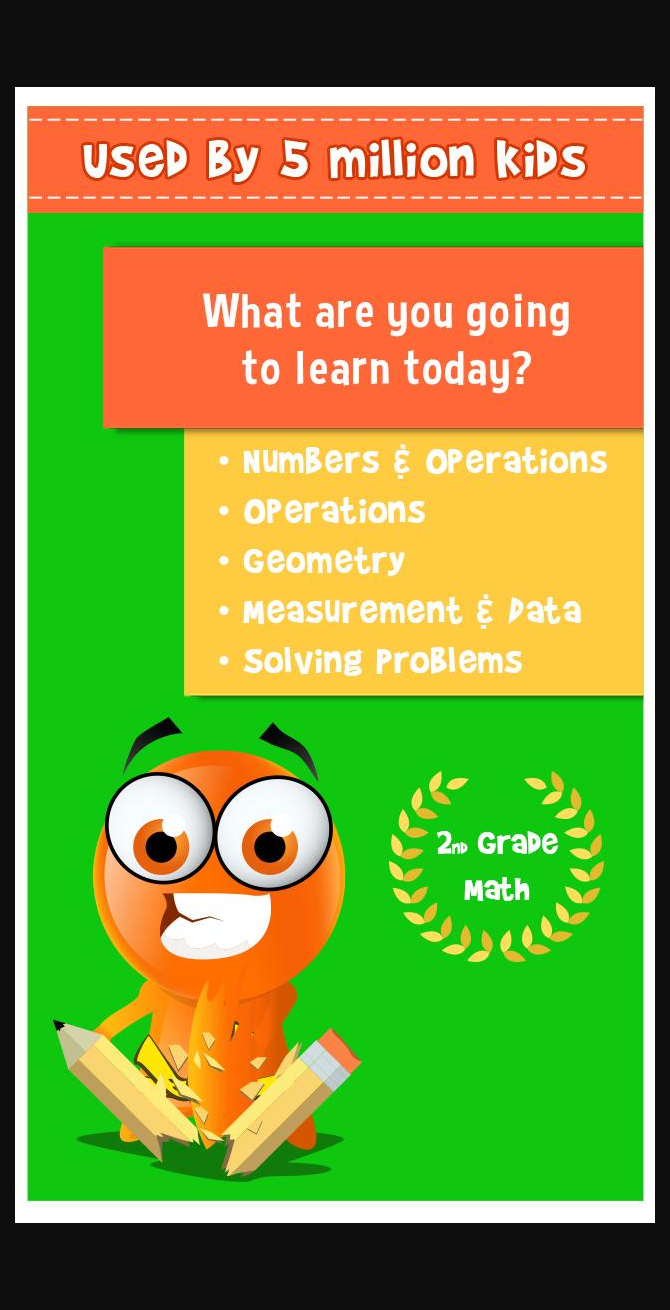 Used By 5 million kids
What are you going
to learn today?
• Numbers & Operations
• Operations
• Geometry
• Measurement & Data
• Solving Problems
2nd Grade
Math